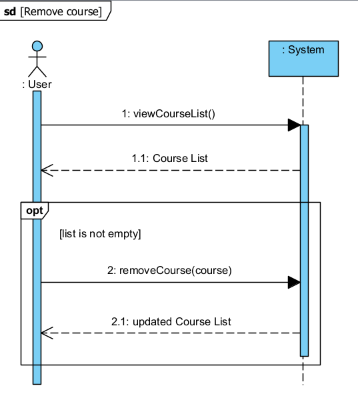 sd [Remove course]
: User
: System
1: viewCourseList()
1.1: Course List
opt
[list is not empty]
2: removeCourse(course)
2.1: updated Course List